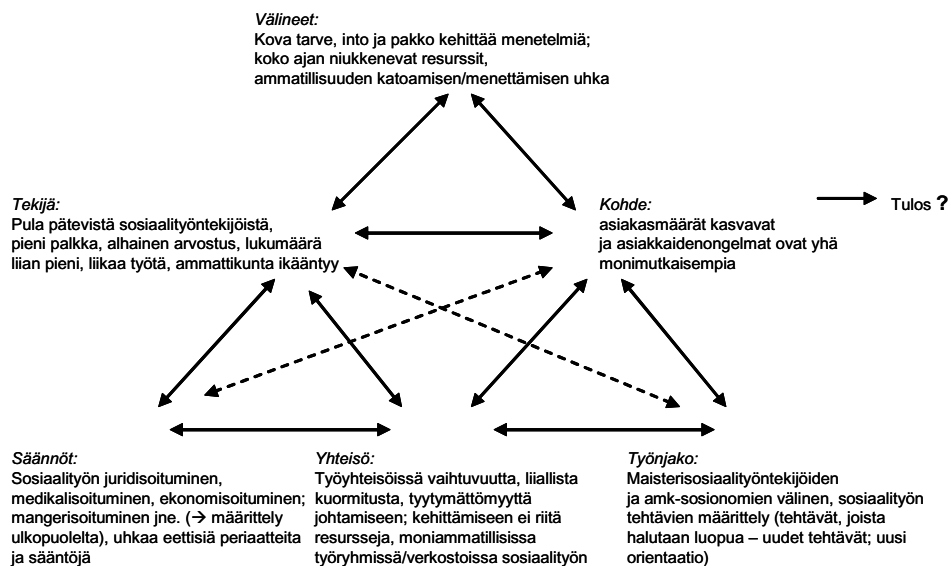 Välineet:
Kova tarve, into ja pakko kehittää menetelmiä;
koko ajan niukkenevat resurssit,
ammatillisuuden katoamisen/menettämisen uhka
Tekijä:
Pula pätevistä sosiaalityöntekijöistä,
pieni palkka, alhainen arvostus, lukumäärä
liian pieni, liikaa työtä, ammattikunta ikääntyy
Kohde:
asiakasmäärät kasvavat
ja asiakkaidenongelmat ovat yhä
monimutkaisempia
Tulos ?
Säännöt:
Sosiaalityön juridisoituminen,
medikalisoituminen, ekonomisoituminen;
mangerisoituminen jne. (→ määrittely
ulkopuolelta), uhkaa eettisiä periaatteita
ja sääntöjä
Yhteisö:
Työyhteisöissä vaihtuvuutta, liiallista
kuormitusta, tyytymättömyyttä
johtamiseen; kehittämiseen ei riitä
resursseja, moniammatillisissa
työryhmissä/verkostoissa sosiaalityön
Työnjako:
Maisterisosiaalityöntekijöiden
ja amk-sosionomien välinen, sosiaalityön
tehtävien määrittely (tehtävät, joista
halutaan luopua – uudet tehtävät; uusi
orientaatio)